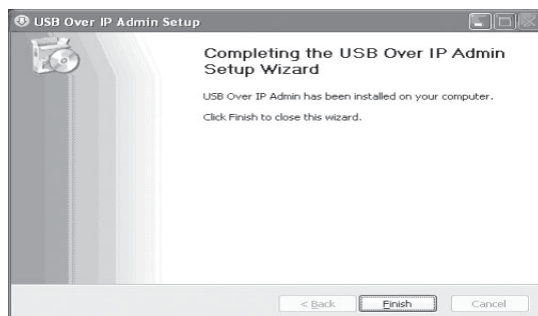 USB Over IP Admin Setup
Completing the USB Over IP Admin
Setup Wizard
USB Over IP Admin has been installed on your computer.
Click Finish to close this wizard.
< Back
Finish
Cancel